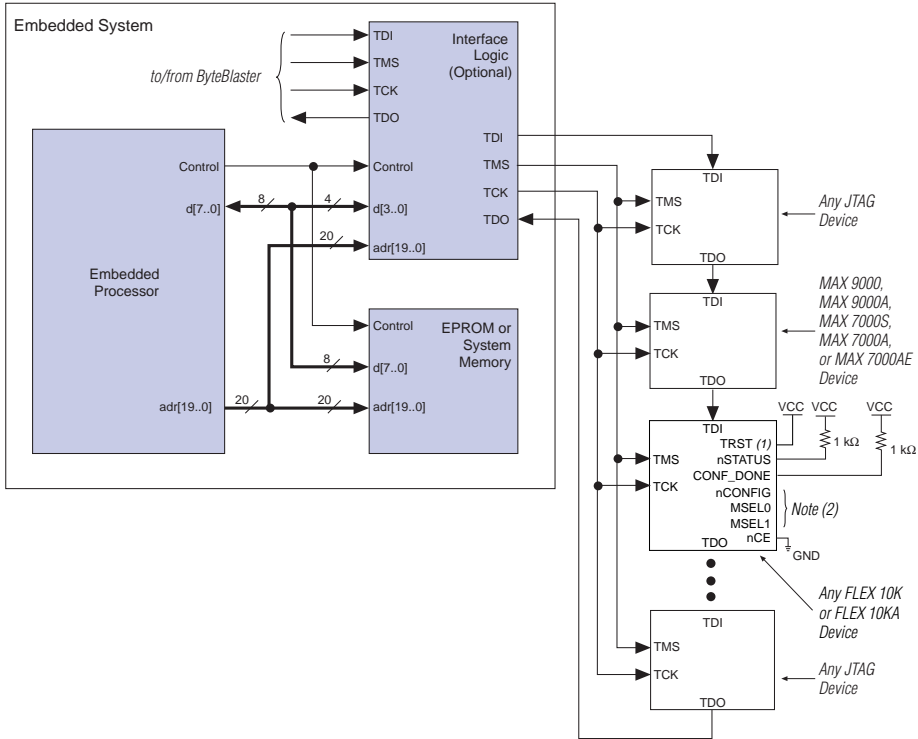 Embedded System
to/from ByteBlaster
TDI
TMS
TCK
TDO
Interface
Logic
(Optional)
TDI
TMS
TCK
TDO
Control
d[3..0]
adr[19..0]
Control
d[7..0]
8
4
20
Embedded
Processor
adr[19..0]
20
20
8
Control
d[7..0]
adr[19..0]
EPROM or
System
Memory
TDI
TMS
TCK
TDO
Any JTAG
Device
TDI
TMS
TCK
TDO
MAX 9000,
MAX 9000A,
MAX 7000S,
MAX 7000A,
or MAX 7000AE
Device
VCC
VCC
VCC
1 kΩ
1 kΩ
TDI
TRST (1)
nSTATUS
TMS
CONF_DONE
TCK
nCONFIG
MSEL0
MSEL1
Note (2)
nCE
TDO
GND
Any FLEX 10K
or FLEX 10KA
Device
TDI
TMS
TCK
TDO
Any JTAG
Device